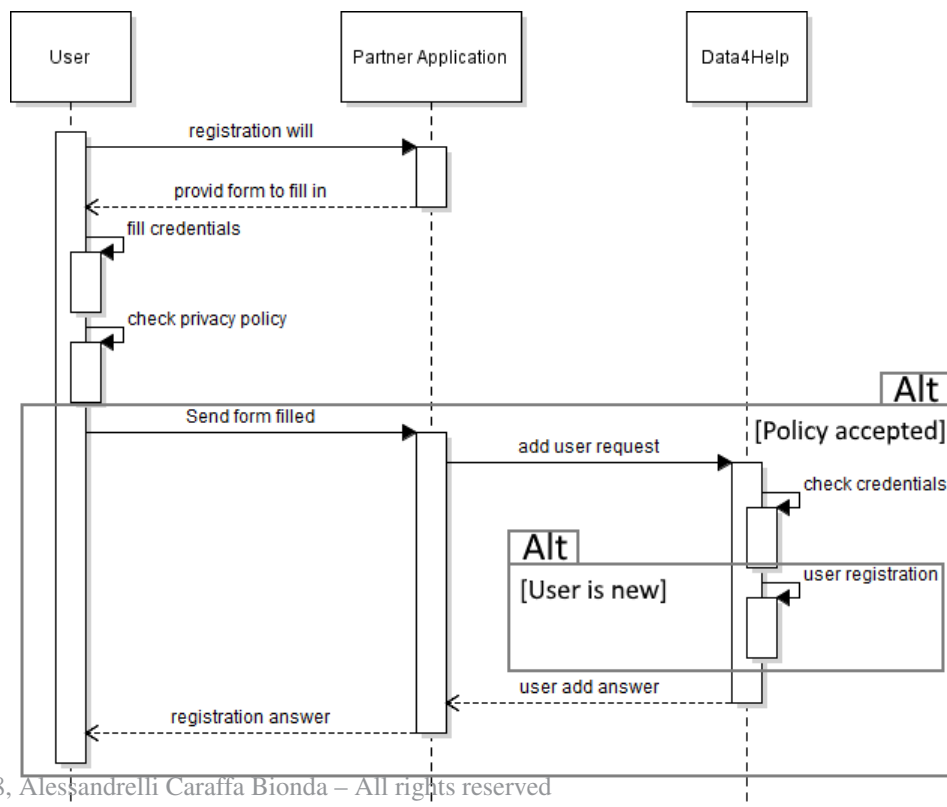 User
Partner Application
Data4Help
registration will
provid form to fill in
fill credentials
check privacy policy
Alt
Send form filled
[Policy accepted]
add user request
check credentials
Alt
user registration
[User is new]
user add answer
registration answer
8, Alessandrelli Caraffa Bionda – All rights reserved